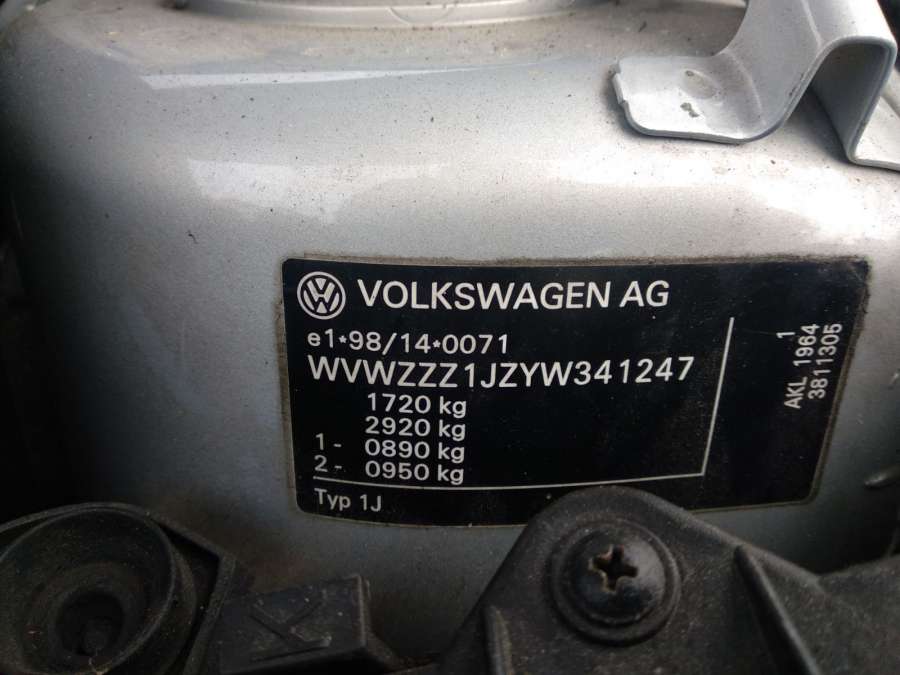 VOLKSWAGEN AG
e1*98/14*0071
WVWZZZ1JZYW341247
1720 kg
2920 kg
1- 0890 kg
2- 0950 kg
Typ 1J
1
AKL 1964
3811305
K